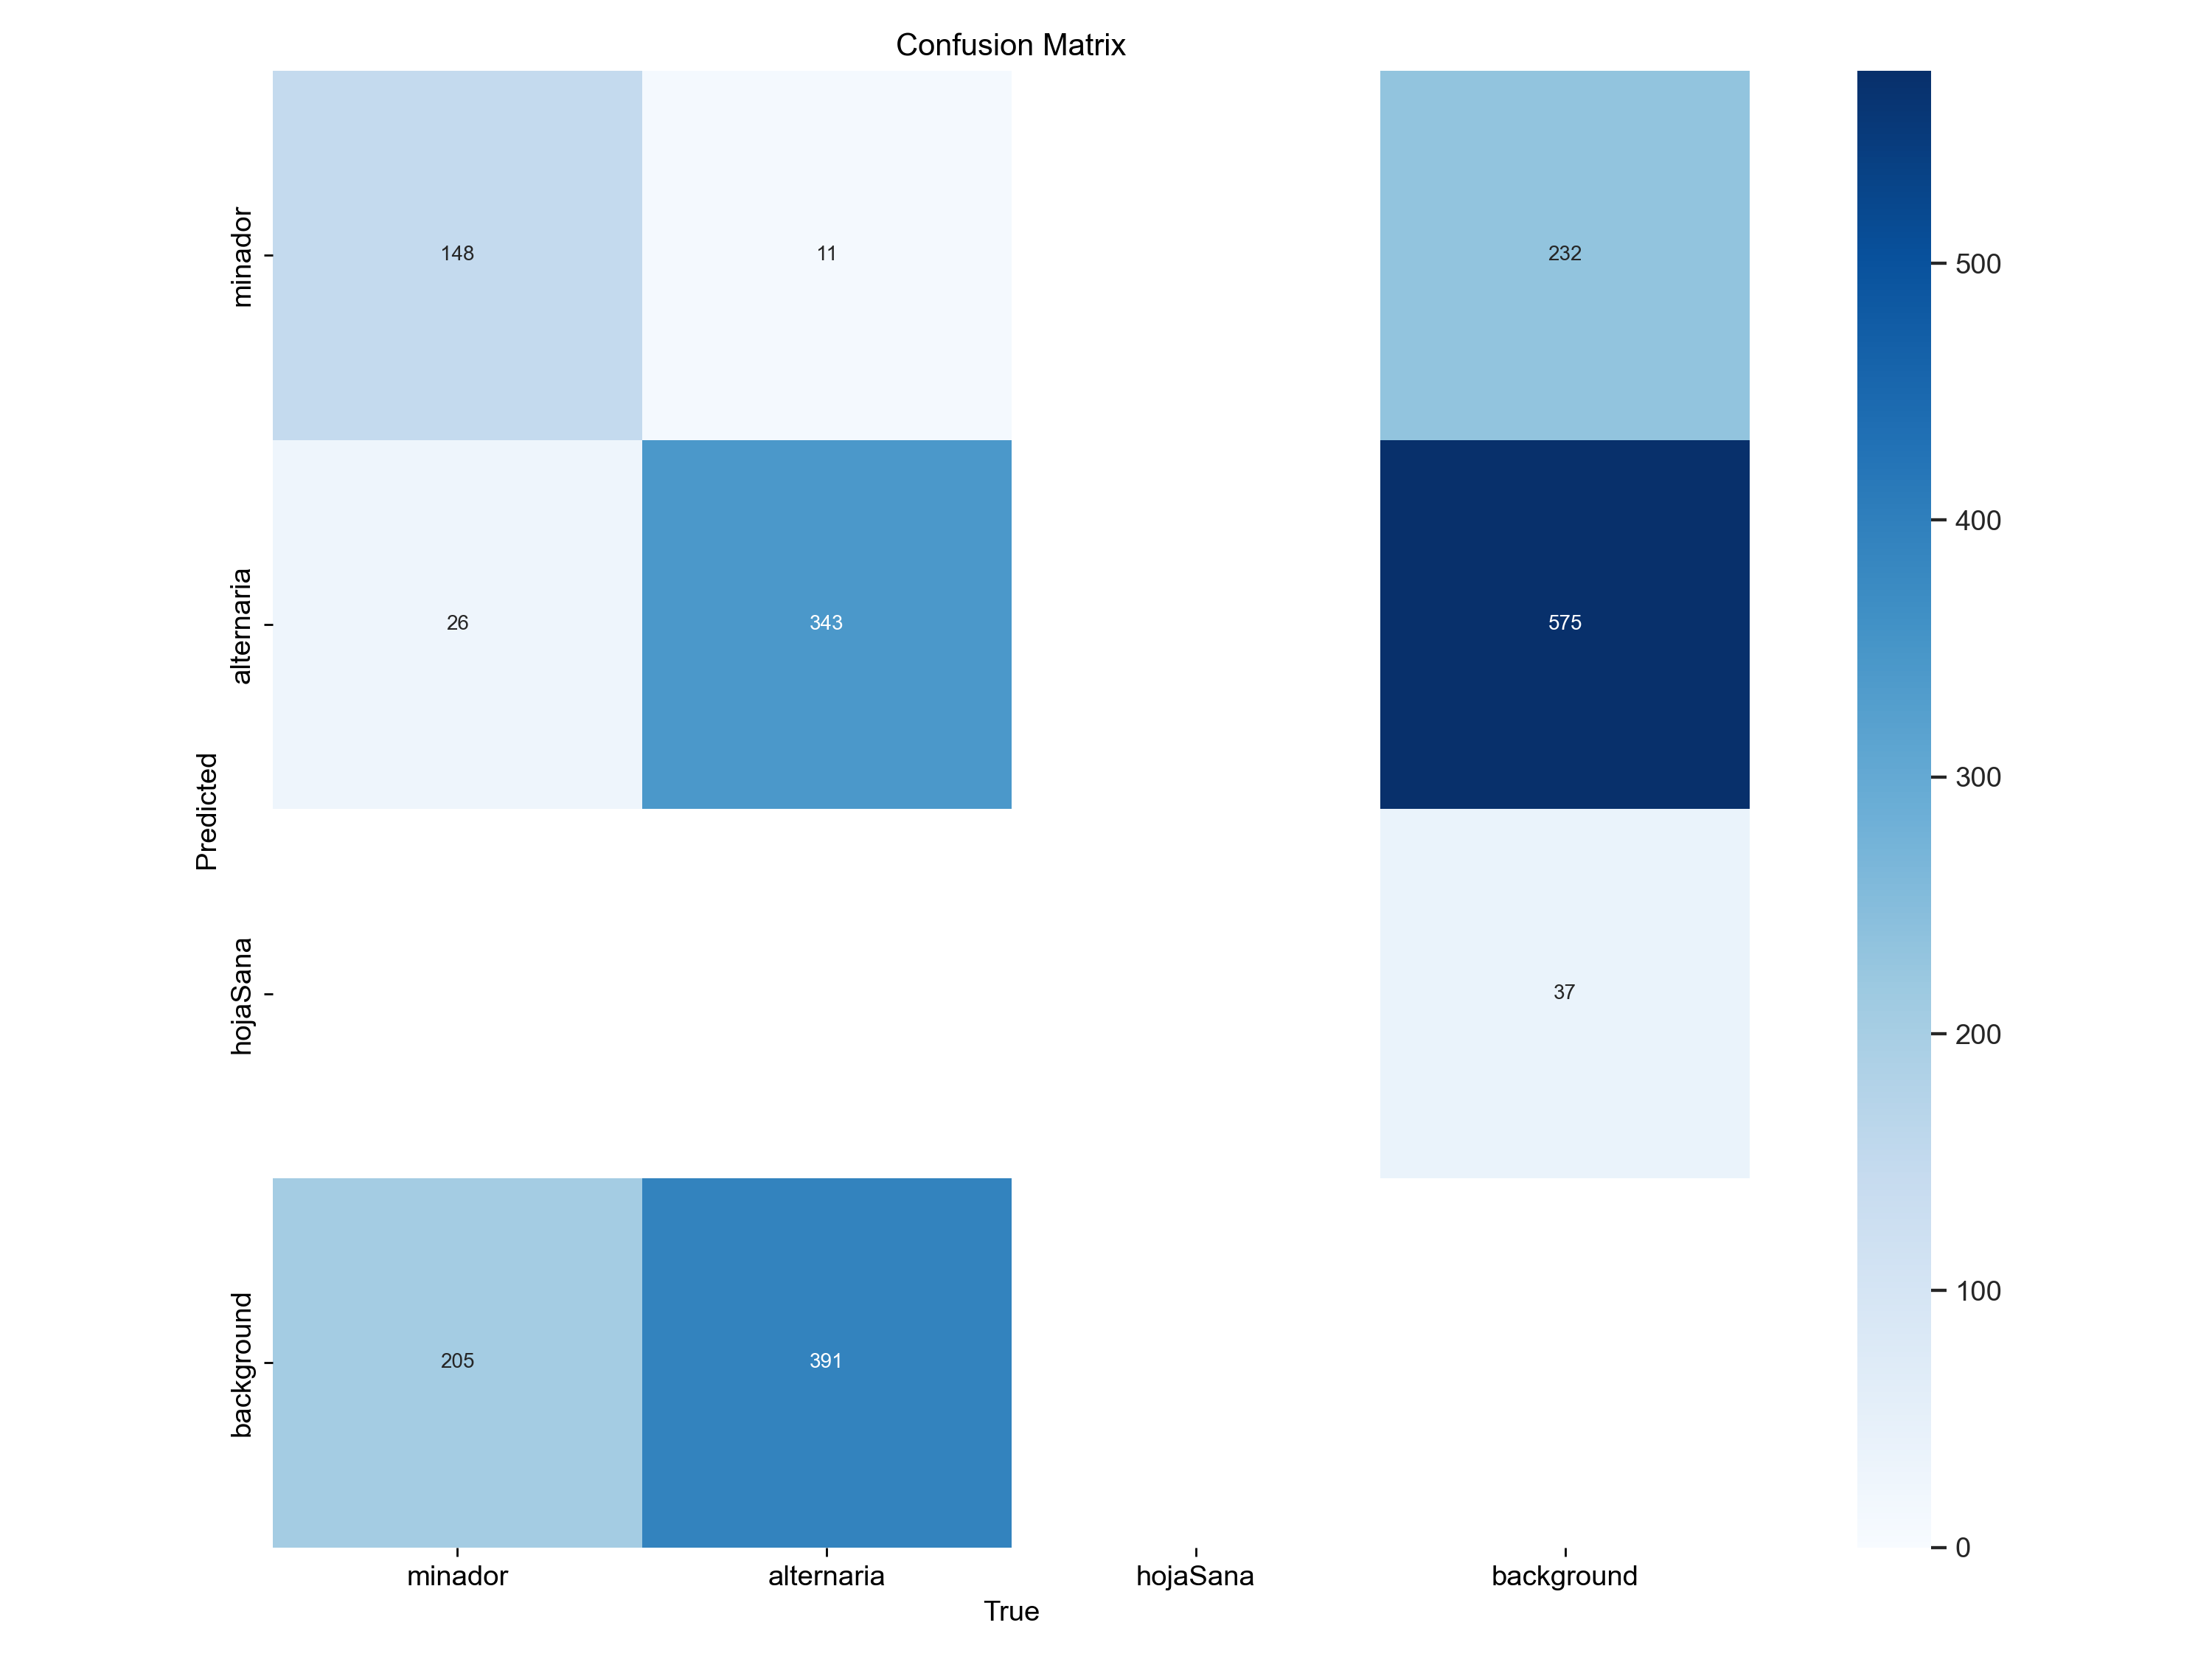 Confusion Matrix
minador
148
11
232
alternaria
26
343
575
hojaSana
37
background
205
391
Predicted
minador
alternaria
hojaSana
background
True
500
400
300
200
100
0